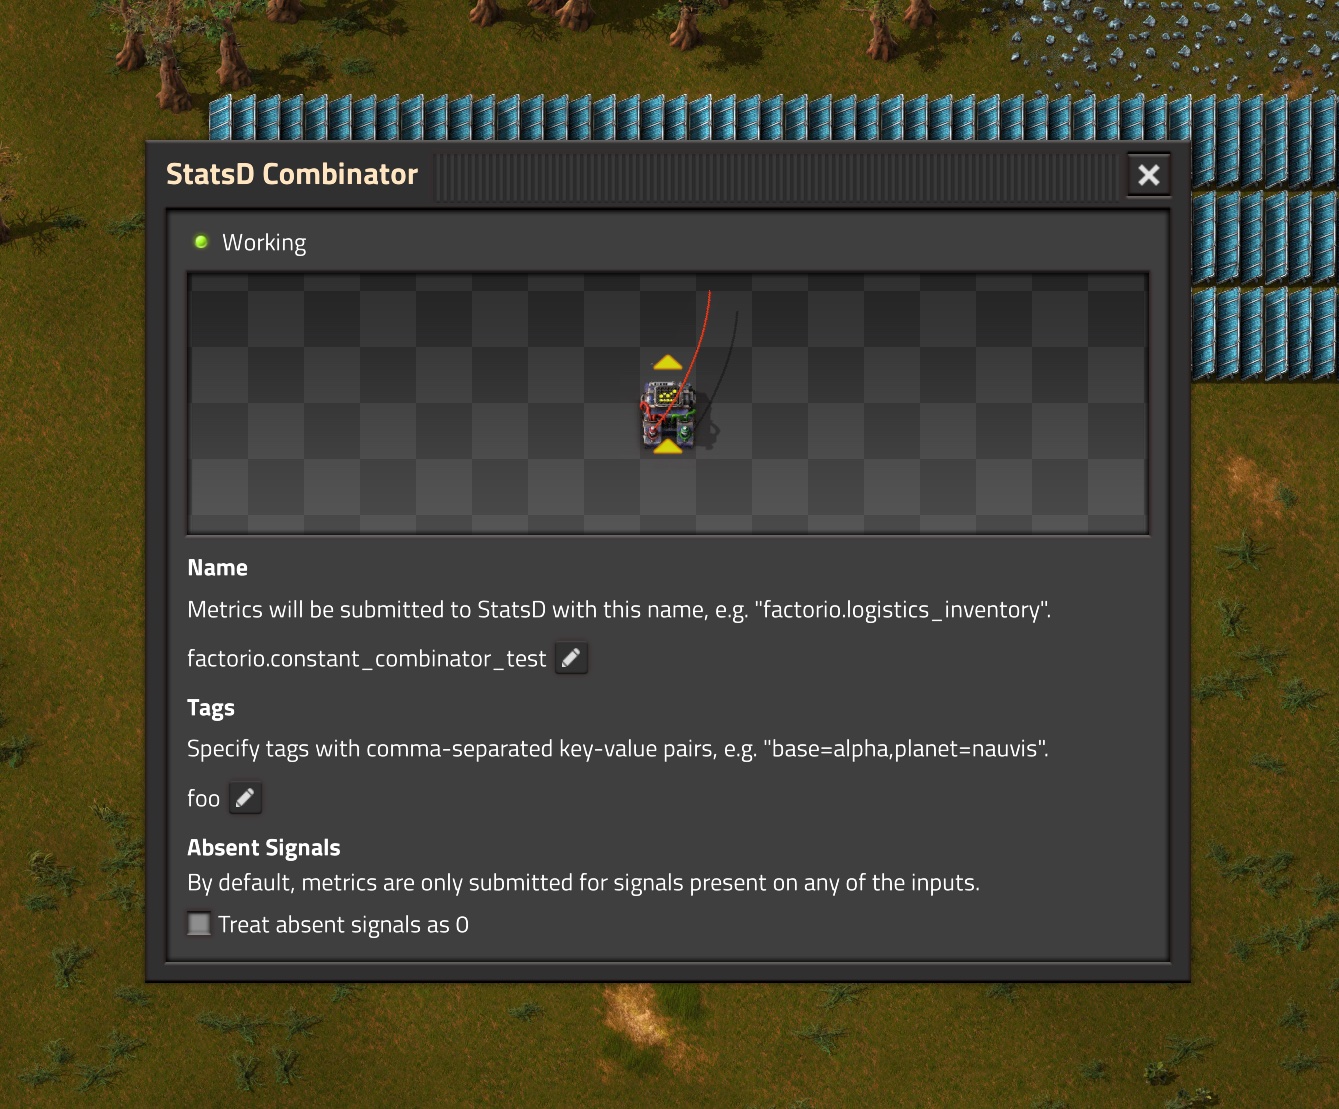 StatsD Combinator
Working
Name
Metrics will be submitted to StatsD with this name, e.g. "factorio.logistics_inventory".
factorio.constant_combinator_test
Tags
Specify tags with comma-separated key-value pairs, e.g. "base=alpha,planet=nauvis".
foo
Absent Signals
By default, metrics are only submitted for signals present on any of the inputs.
Treat absent signals as 0